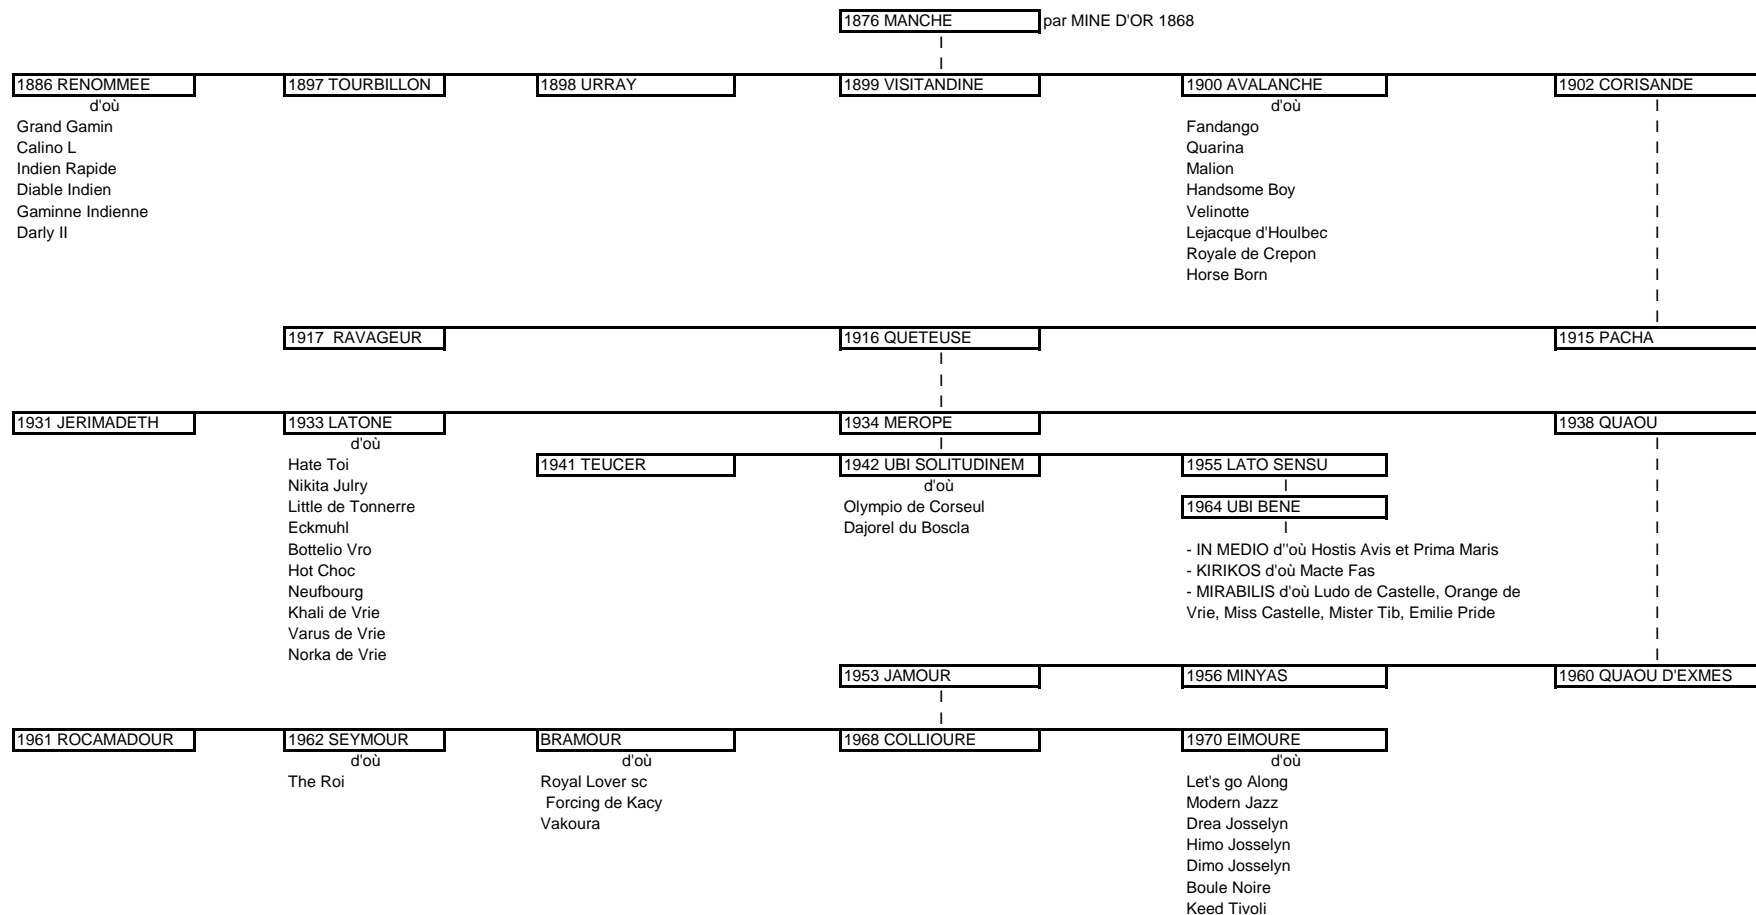 1876 MANCHE par MINE D'OR 1868
1886 RENOMMEE 1897 TOURBILLON 1898 URRAY 1899 VISITANDINE 1900 AVALANCHE 1902 CORISANDE
d'où d'où
Grand Gamin Fandango
Calino L Quarina
Indien Rapide Malion
Diable Indien Handsome Boy
Gaminne Indienne Velinotte
Darly II Lejacque d'Houlbec
Royale de Crepon
Horse Born
1917 RAVAGEUR 1916 QUETEUSE 1915 PACHA
1931 JERIMADETH 1933 LATONE 1934 MEROPE 1938 QUAOU
d'où
Hate Toi 1941 TEUCER 1942 UBI SOLITUDINEM 1955 LATO SENSU
Nikita Julry d'où
Little de Tonnerre Olympio de Corseul 1964 UBI BENE
Eckmuhl Dajorel du Boscla
Bottelio Vro - IN MEDIO d''où Hostis Avis et Prima Maris
Hot Choc - KIRIKOS d'où Macte Fas
Neufbourg - MIRABILIS d'où Ludo de Castelle, Orange de
Khali de Vrie Vrie, Miss Castelle, Mister Tib, Emilie Pride
Varus de Vrie
Norka de Vrie
1953 JAMOUR 1956 MINYAS 1960 QUAOU D'EXMES
1961 ROCAMADOUR 1962 SEYMOUR BRAMOUR 1968 COLLIOURE 1970 EIMOURE
d'où d'où d'où
The Roi Royal Lover sc Let's go Along
Forcing de Kacy Modern Jazz
Vakoura Drea Josselyn
Himo Josselyn
Dimo Josselyn
Boule Noire
Keed Tivoli